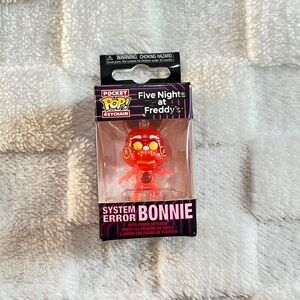 WARNING: CHOKING HAZARD.
POCKET
POP!
KEYCHAIN
Five Nights
at
Freddy's
SYSTEM
ERROR
BONNIE